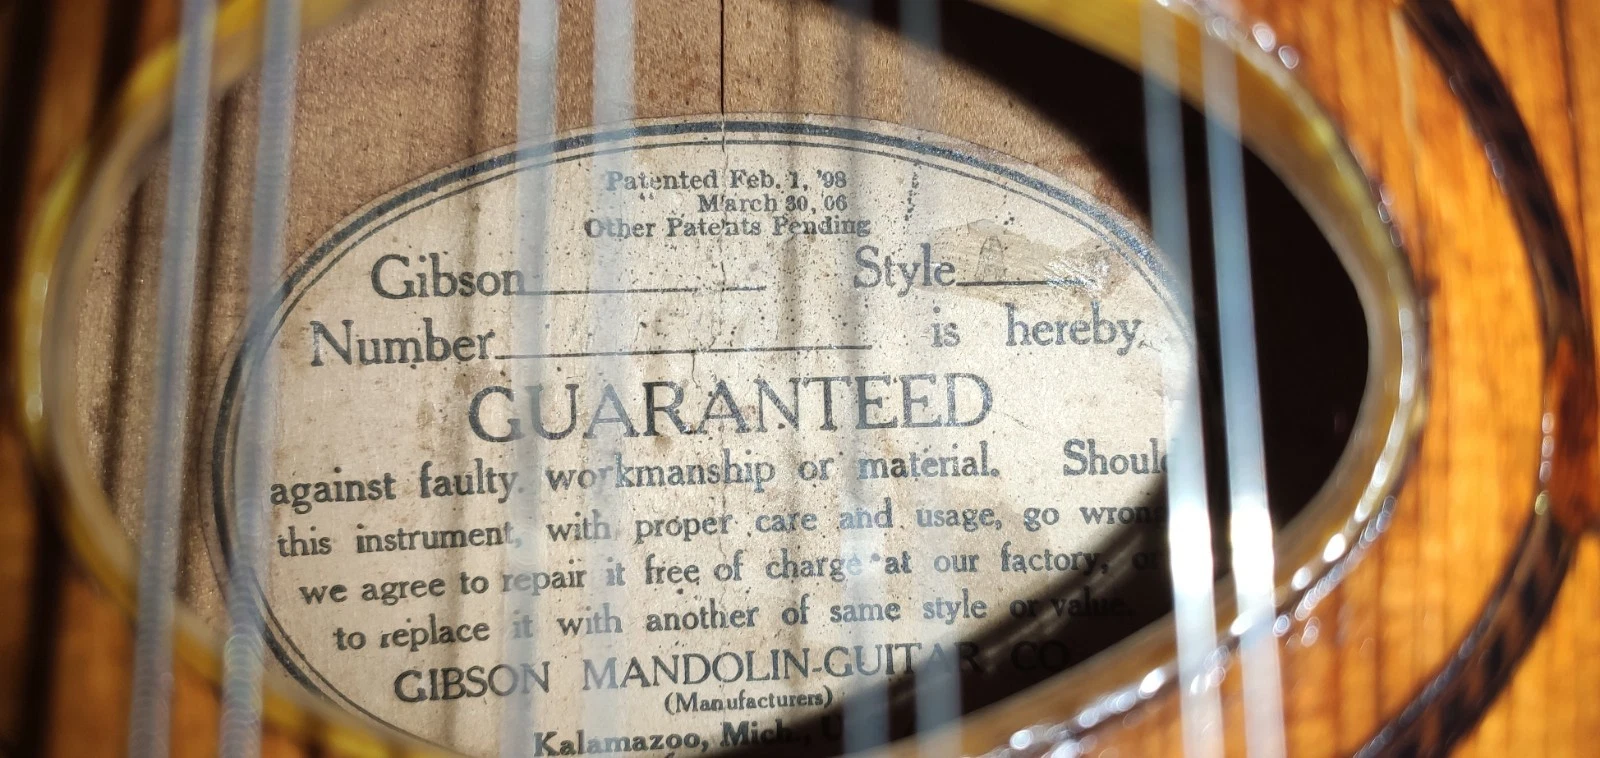 Patented Feb. 1, '98
" March 30, 06
Other Patents Pending
Gibson Style
Number is hereby
GUARANTEED
against faulty workmanship or material. Shoul
this instrument, with proper care and usage, go wrong
we agree to repair it free of charge at our factory, or
to replace it with another of same style or value.
GIBSON MANDOLIN-GUITAR CO.
(Manufacturers)
Kalamazoo, Mich., U.S.